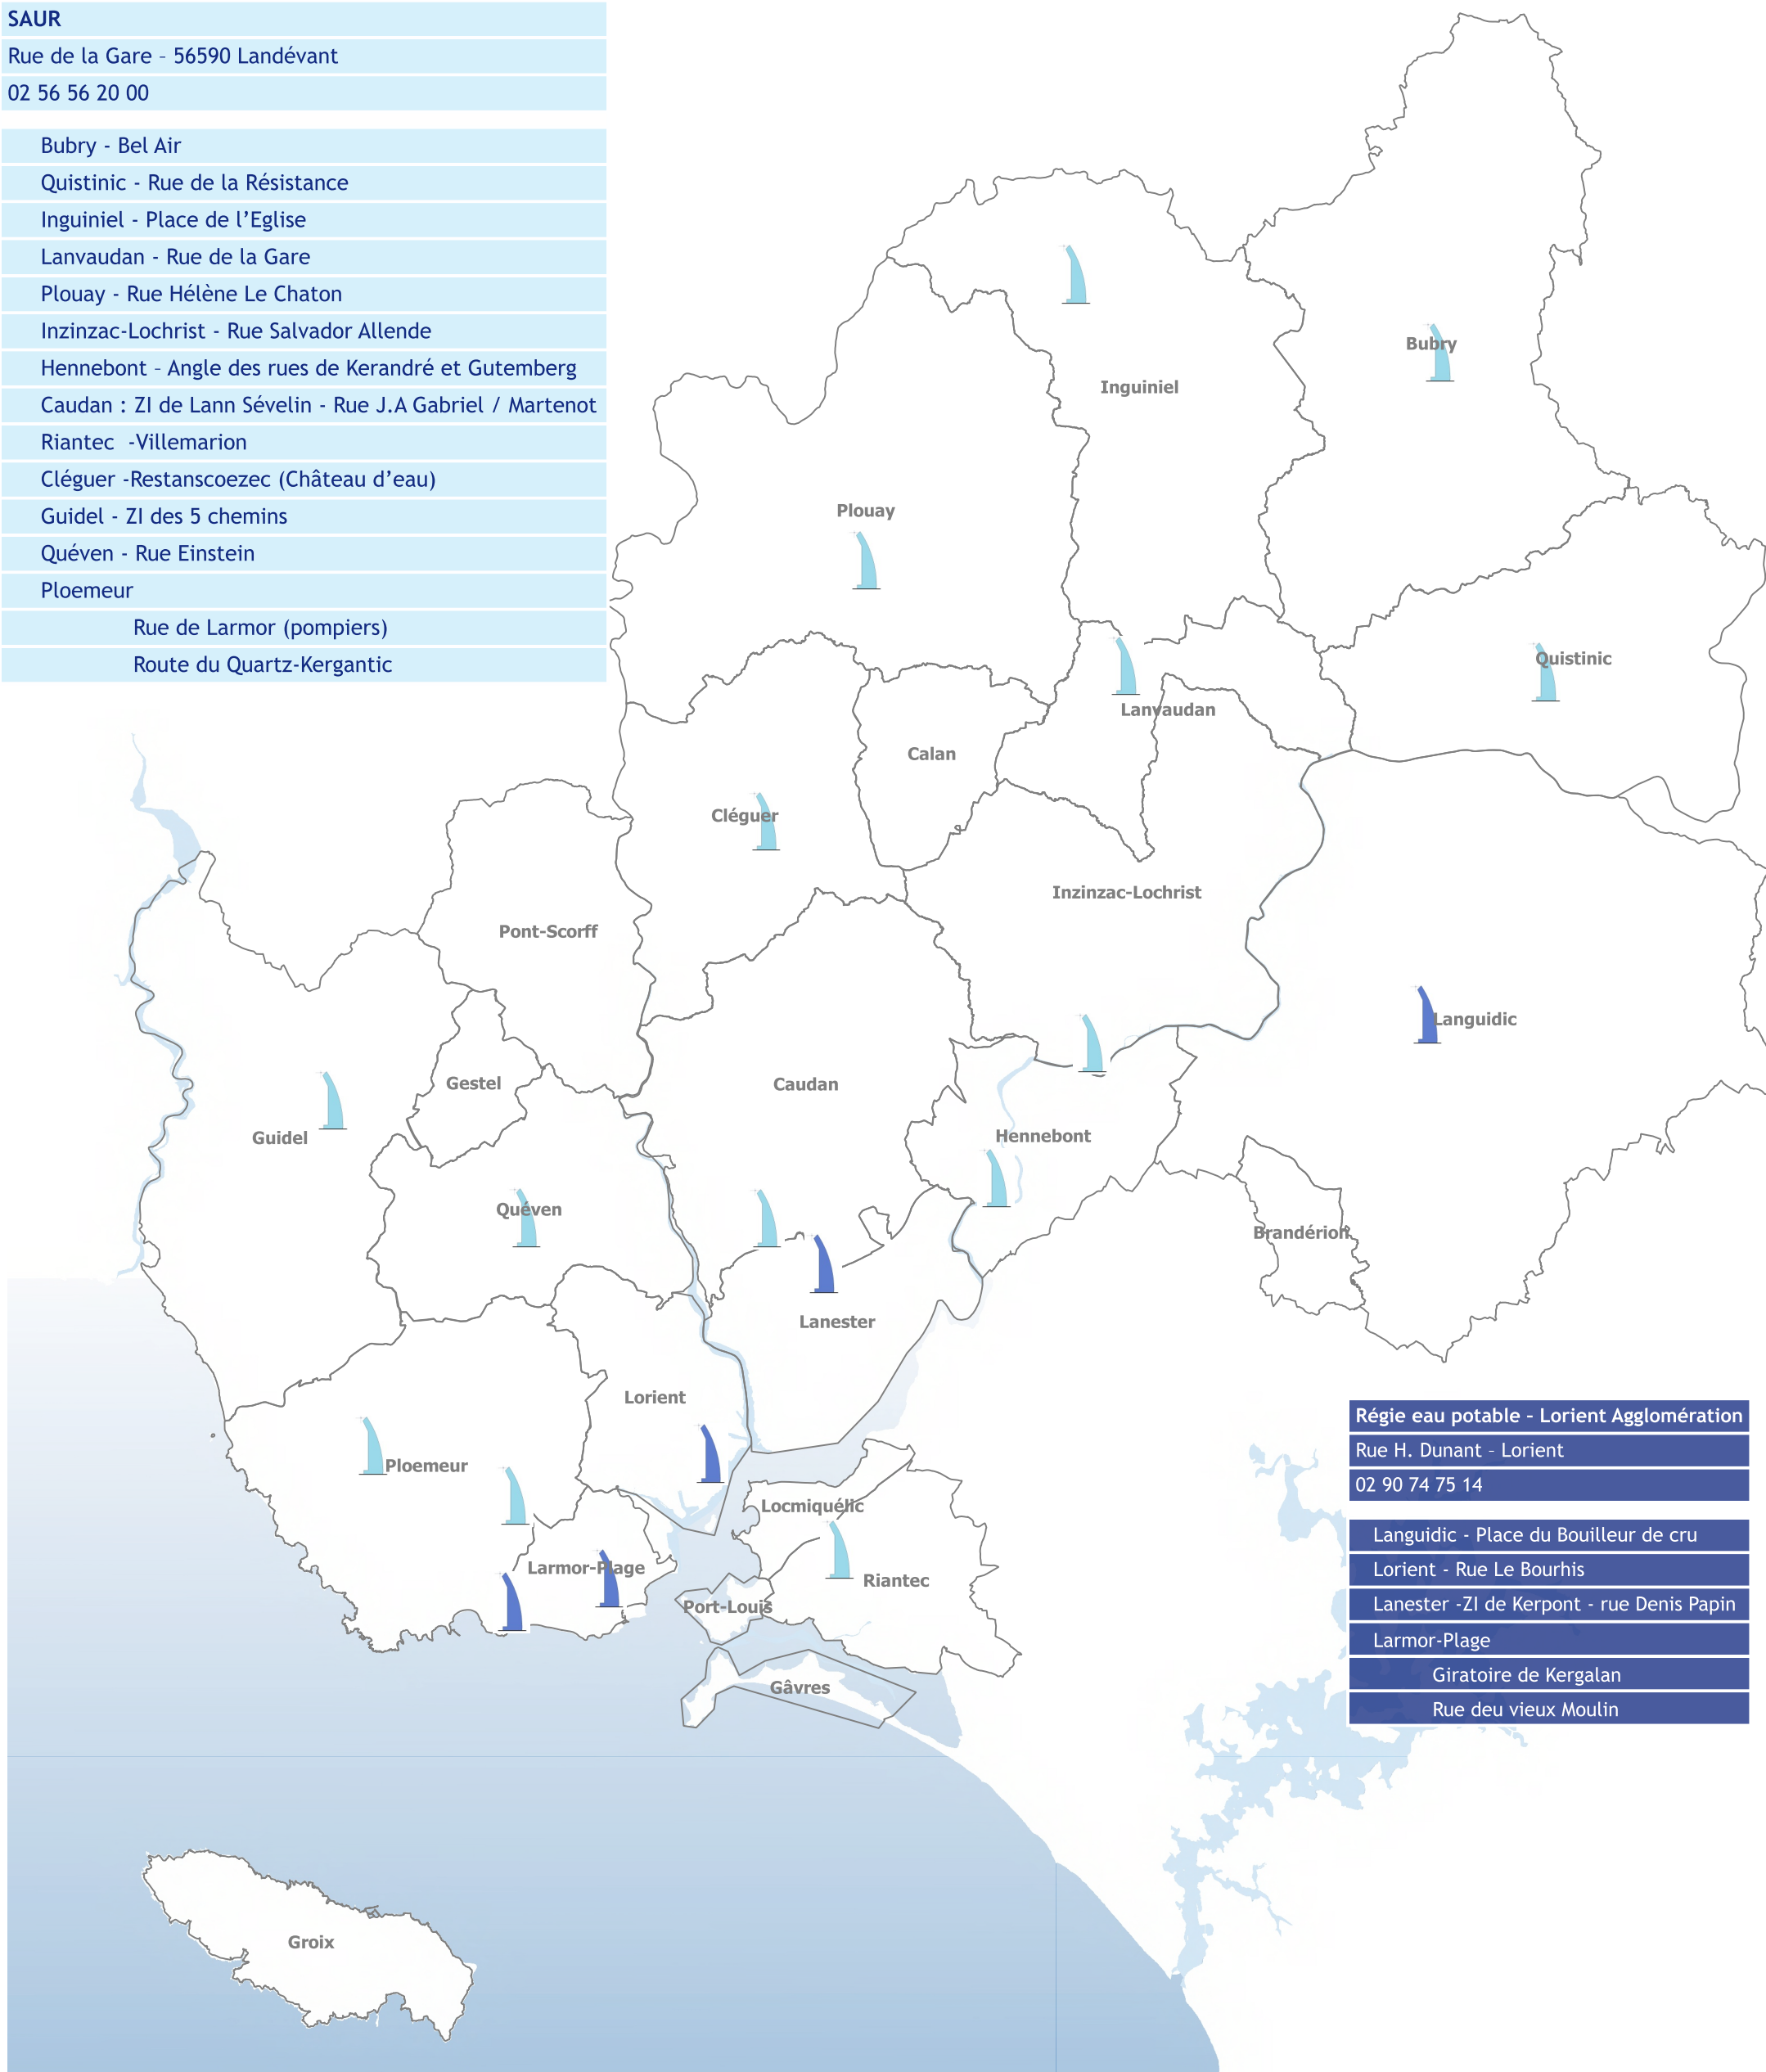 SAUR
Rue de la Gare – 56590 Landévant
02 56 56 20 00
Bubry - Bel Air
Quistinic - Rue de la Résistance
Inguiniel - Place de l’Eglise
Lanvaudan - Rue de la Gare
Plouay - Rue Hélène Le Chaton
Inzinzac-Lochrist - Rue Salvador Allende
Hennebont – Angle des rues de Kerandré et Gutemberg
Caudan : ZI de Lann Sévelin - Rue J.A Gabriel / Martenot
Riantec -Villemarion
Cléguer -Restanscoezec (Château d’eau)
Guidel - ZI des 5 chemins
Quéven - Rue Einstein
Ploemeur
Rue de Larmor (pompiers)
Route du Quartz-Kergantic
Bubry
Inguiniel
Plouay
Quistinic
Lanvaudan
Calan
Cléguer
Inzinzac-Lochrist
Pont-Scorff
Languidic
Gestel
Caudan
Guidel
Hennebont
Quéven
Brandérion
Lanester
Lorient
Ploemeur
Locmiquélic
Larmor-Plage
Riantec
Port-Louis
Gâvres
Groix
Régie eau potable – Lorient Agglomération
Rue H. Dunant – Lorient
02 90 74 75 14
Languidic - Place du Bouilleur de cru
Lorient - Rue Le Bourhis
Lanester -ZI de Kerpont - rue Denis Papin
Larmor-Plage
Giratoire de Kergalan
Rue deu vieux Moulin